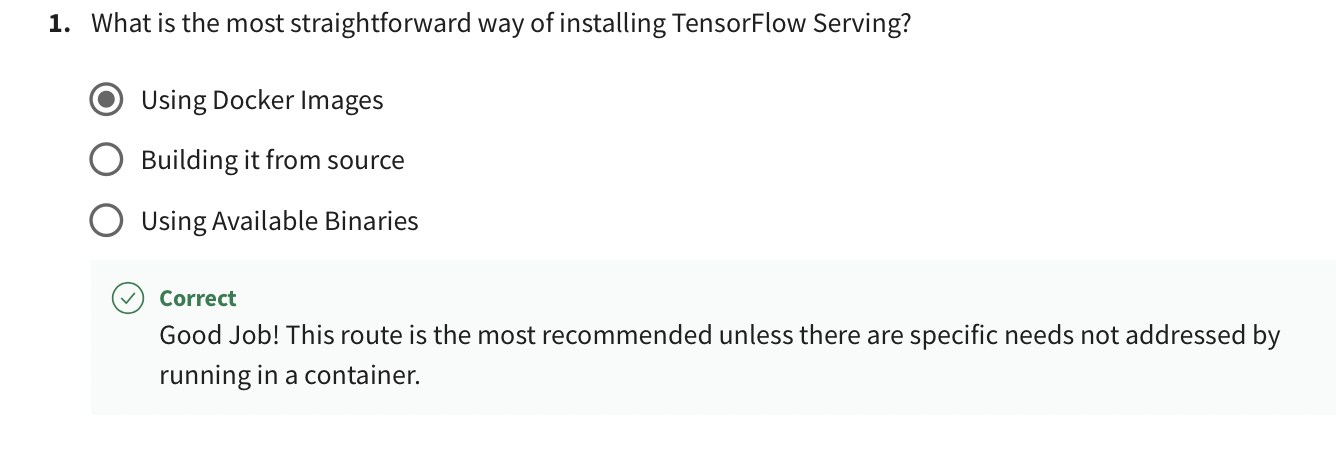 1. What is the most straightforward way of installing TensorFlow Serving?
Using Docker Images
Building it from source
Using Available Binaries
Correct
Good Job! This route is the most recommended unless there are specific needs not addressed by
running in a container.